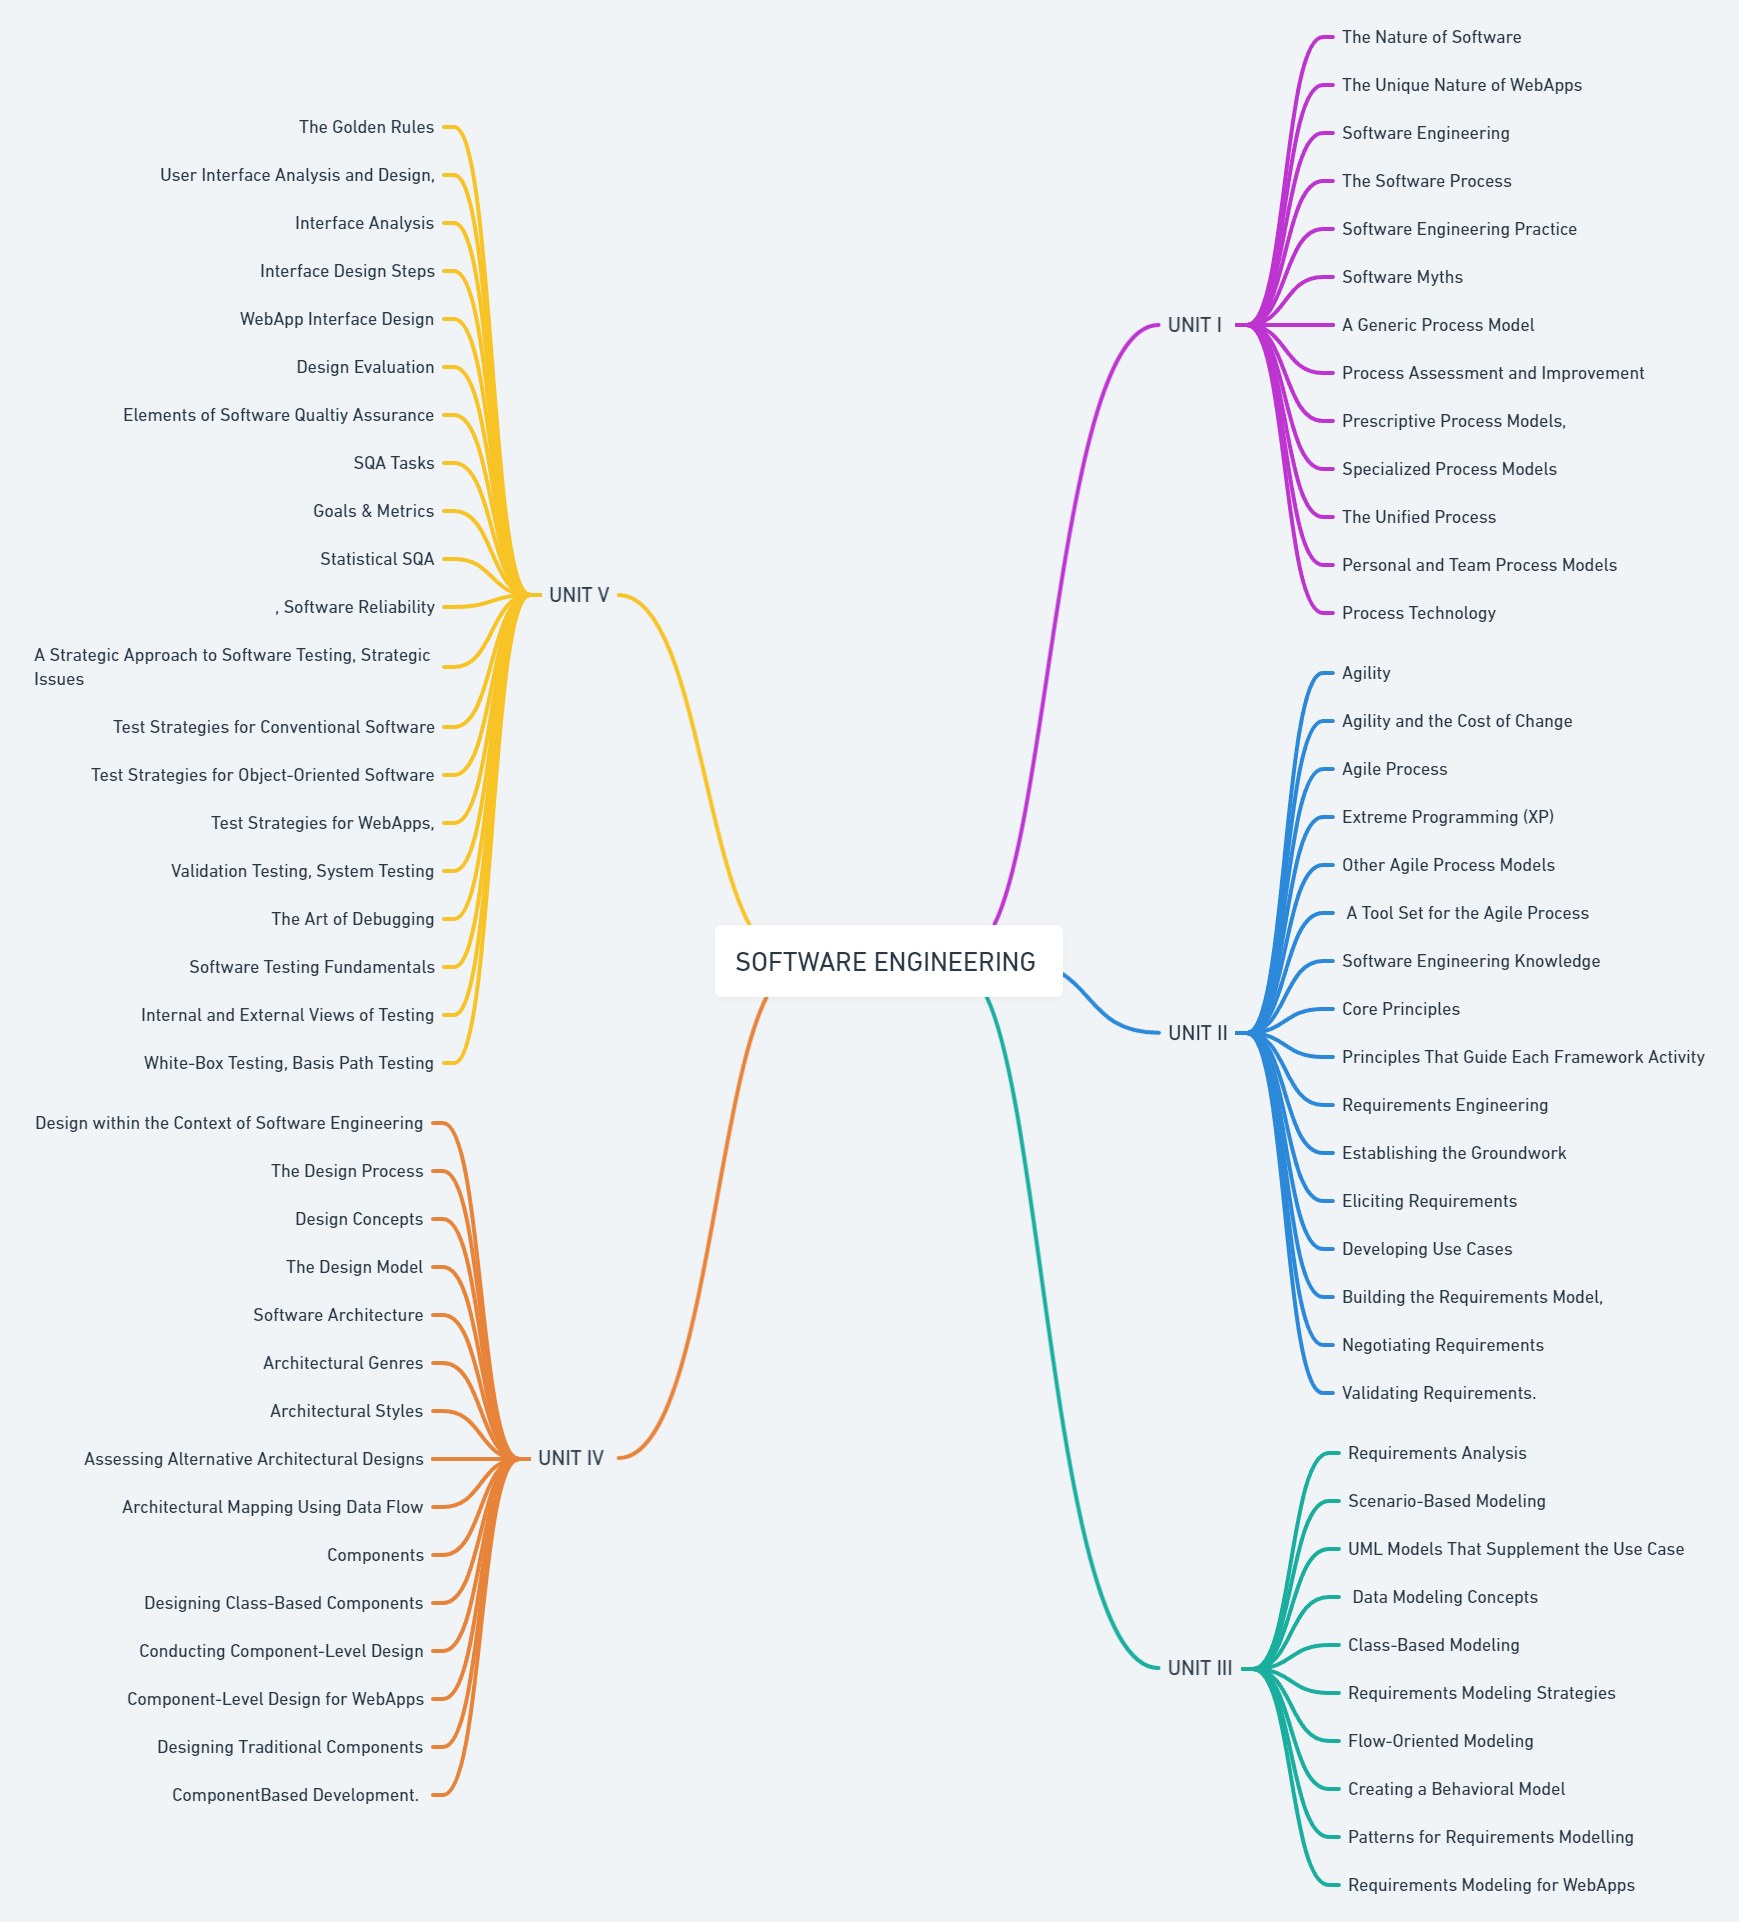 SOFTWARE ENGINEERING
UNIT I
The Nature of Software
The Unique Nature of WebApps
Software Engineering
The Software Process
Software Engineering Practice
Software Myths
A Generic Process Model
Process Assessment and Improvement
Prescriptive Process Models,
Specialized Process Models
The Unified Process
Personal and Team Process Models
Process Technology
UNIT II
Agility
Agility and the Cost of Change
Agile Process
Extreme Programming (XP)
Other Agile Process Models
A Tool Set for the Agile Process
Software Engineering Knowledge
Core Principles
Principles That Guide Each Framework Activity
Requirements Engineering
Establishing the Groundwork
Eliciting Requirements
Developing Use Cases
Building the Requirements Model,
Negotiating Requirements
Validating Requirements.
UNIT III
Requirements Analysis
Scenario-Based Modeling
UML Models That Supplement the Use Case
Data Modeling Concepts
Class-Based Modeling
Requirements Modeling Strategies
Flow-Oriented Modeling
Creating a Behavioral Model
Patterns for Requirements Modelling
Requirements Modeling for WebApps
UNIT IV
Design within the Context of Software Engineering
The Design Process
Design Concepts
The Design Model
Software Architecture
Architectural Genres
Architectural Styles
Assessing Alternative Architectural Designs
Architectural Mapping Using Data Flow
Components
Designing Class-Based Components
Conducting Component-Level Design
Component-Level Design for WebApps
Designing Traditional Components
ComponentBased Development.
UNIT V
The Golden Rules
User Interface Analysis and Design,
Interface Analysis
Interface Design Steps
WebApp Interface Design
Design Evaluation
Elements of Software Qualtiy Assurance
SQA Tasks
Goals & Metrics
Statistical SQA
, Software Reliability
A Strategic Approach to Software Testing, Strategic
Issues
Test Strategies for Conventional Software
Test Strategies for Object-Oriented Software
Test Strategies for WebApps,
Validation Testing, System Testing
The Art of Debugging
Software Testing Fundamentals
Internal and External Views of Testing
White-Box Testing, Basis Path Testing